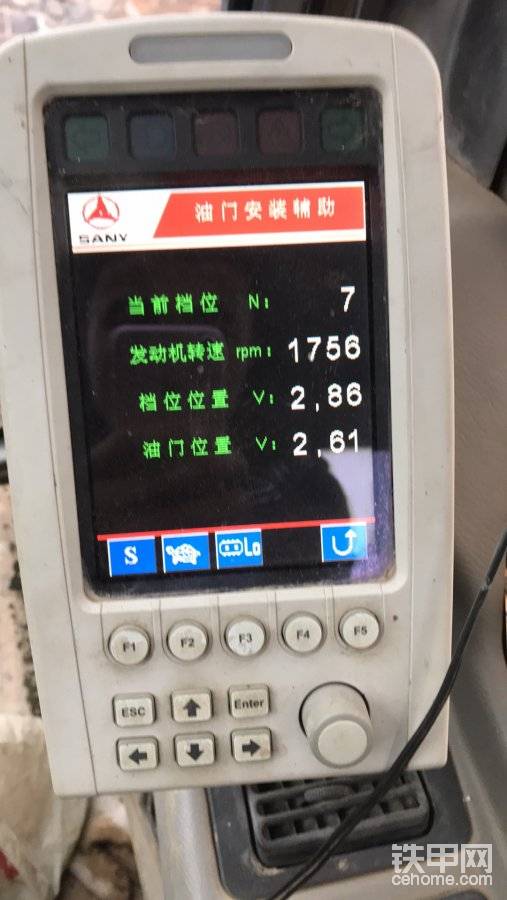 SANY
油门安装辅助
当前档位 N: 7
发动机转速 rpm: 1756
档位位置 V: 2,86
油门位置 V: 2,61
S Lo
F1 F2 F3 F4 F5
ESC Enter
铁甲网
cehome.com